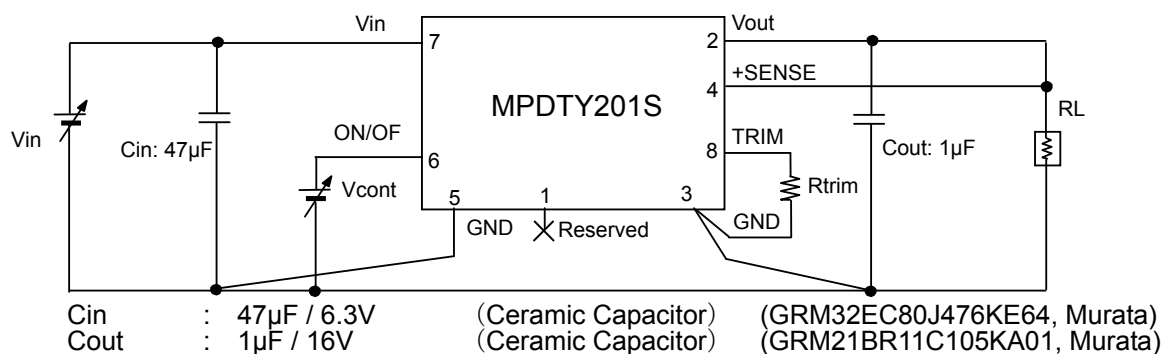 Vin
Vout
7
2
+SENSE
4
MPDTY201S
RL
Vin
Cin: 47µF
ON/OF
6
TRIM
8
Cout: 1µF
Vcont
Rtrim
5
1
3
GND
Reserved
GND
Cin : 47µF / 6.3V (Ceramic Capacitor) (GRM32EC80J476KE64, Murata)
Cout : 1µF / 16V (Ceramic Capacitor) (GRM21BR11C105KA01, Murata)